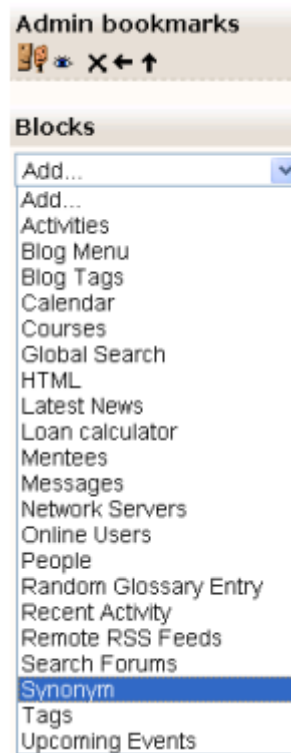 Admin bookmarks
Blocks
Add...
Add...
Activities
Blog Menu
Blog Tags
Calendar
Courses
Global Search
HTML
Latest News
Loan calculator
Mentees
Messages
Network Servers
Online Users
People
Random Glossary Entry
Recent Activity
Remote RSS Feeds
Search Forums
Synonym
Tags
Upcoming Events